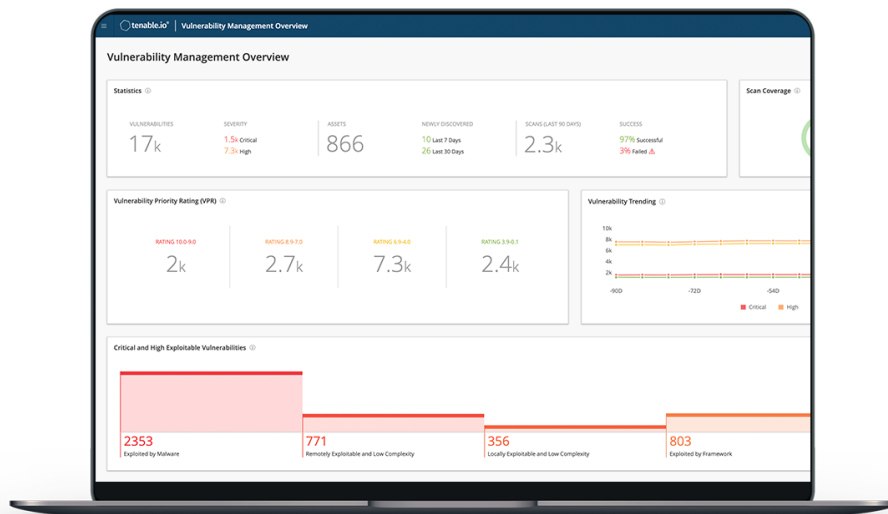 tenable.io® Vulnerability Management Overview
Vulnerability Management Overview
Statistics
VULNERABILITIES
17k
SEVERITY
1.5k Critical
7.3k High
ASSETS
866
NEWLY DISCOVERED
10 Last 7 Days
26 Last 30 Days
SCANS (LAST 90 DAYS)
2.3k
SUCCESS
97% Successful
3% Failed
Scan Coverage
Vulnerability Priority Rating (VPR)
RATING 10.0-9.0
2k
RATING 8.9-7.0
2.7k
RATING 6.9-4.0
7.3k
RATING 3.9-0.1
2.4k
Vulnerability Trending
10k
8k
6k
4k
2k
-90D -72D -54D
Critical High
Critical and High Exploitable Vulnerabilities
2353
Exploited by Malware
771
Remotely Exploitable and Low Complexity
356
Locally Exploitable and Low Complexity
803
Exploited by Framework